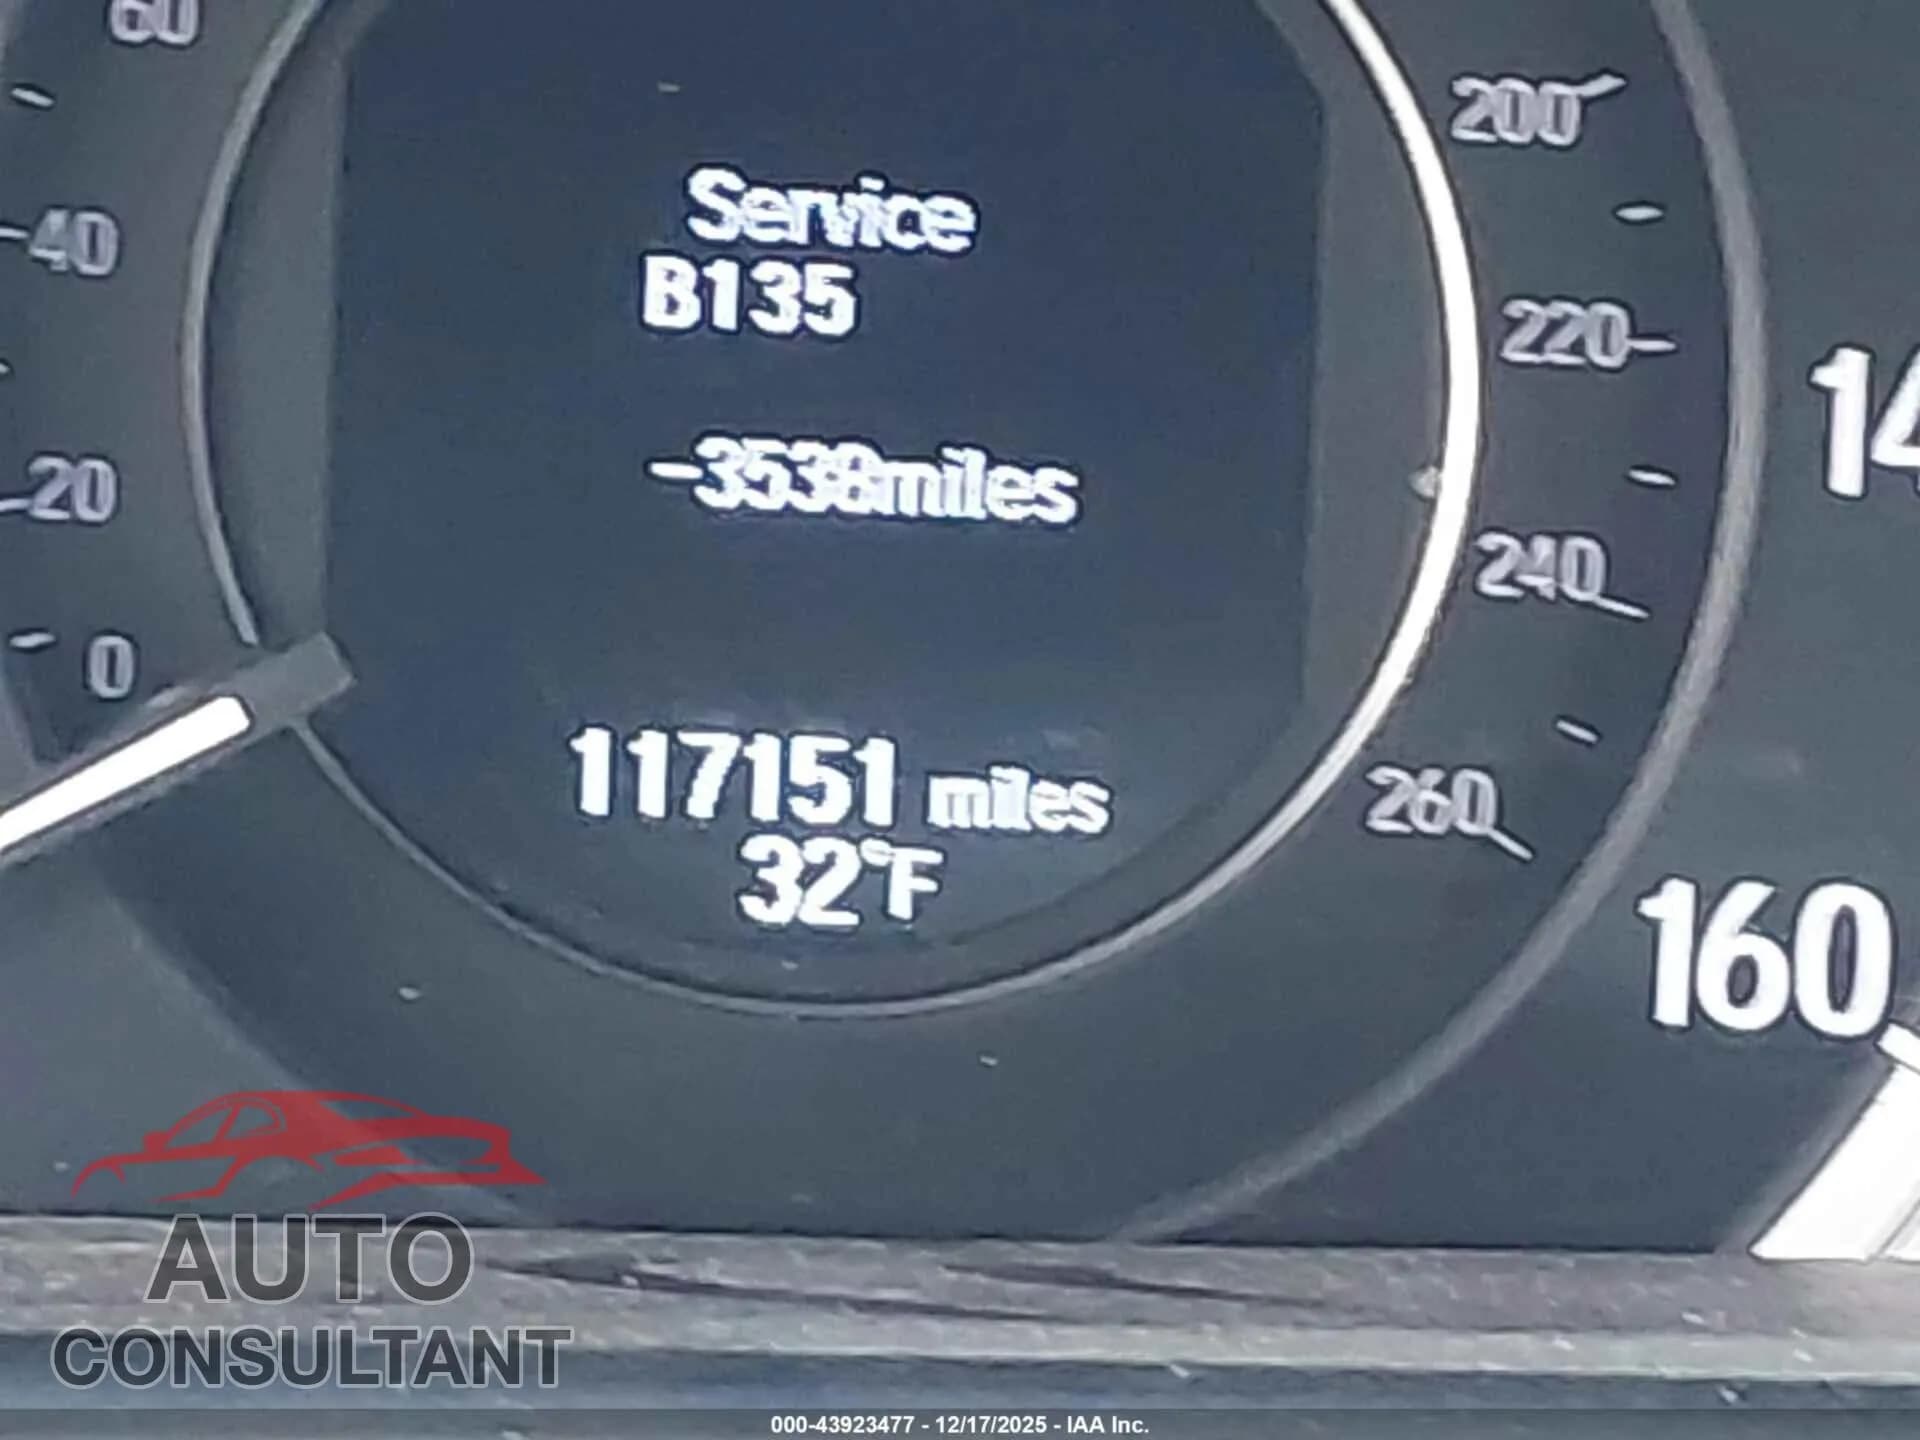 60
200
Service
40
B135
220
14
-3538miles
20
240
0
117151 miles
260
32°F
160
AUTO
CONSULTANT
000-43923477 - 12/17/2025 - IAA Inc.